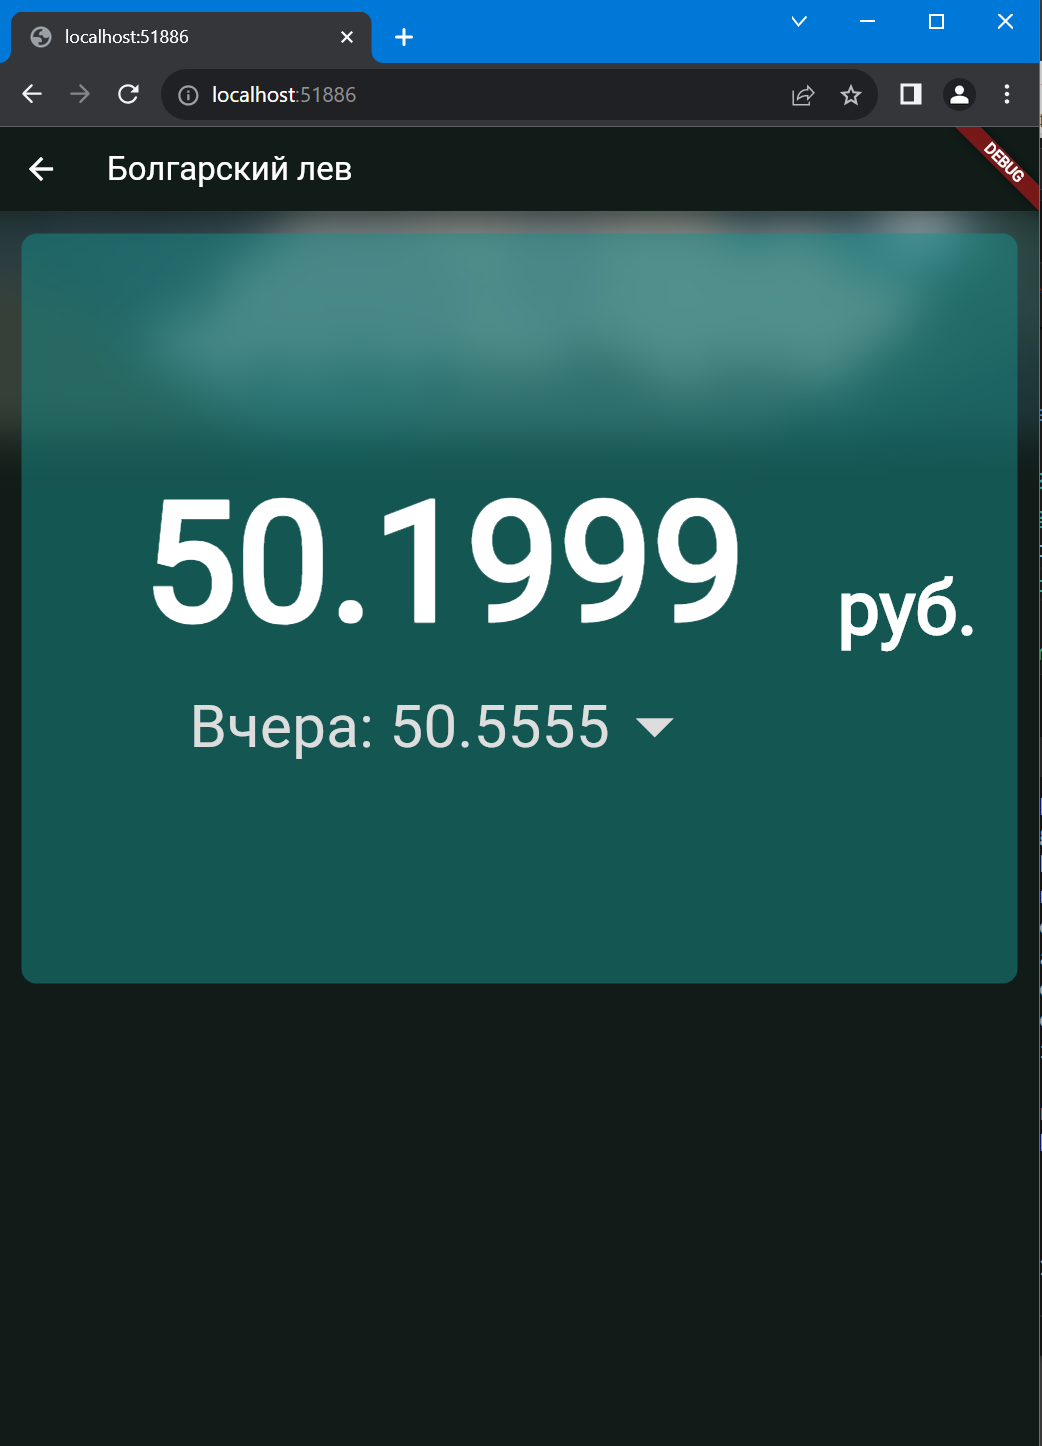 localhost:51886
localhost:51886
Болгарский лев
DEBUG
50.1999 руб.
Вчера: 50.5555